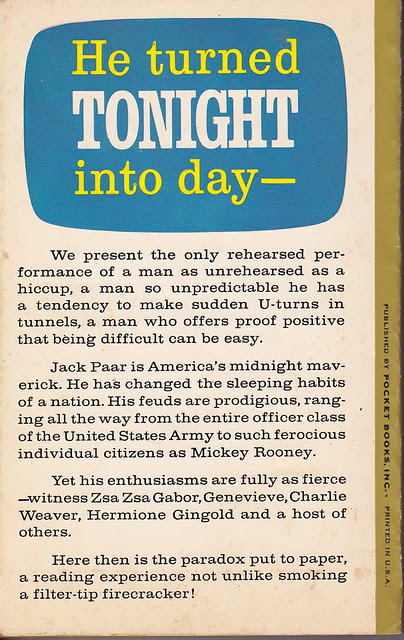 He turned
TONIGHT
into day—
We present the only rehearsed per-
formance of a man as unrehearsed as a
hiccup, a man so unpredictable he has
a tendency to make sudden U-turns in
tunnels, a man who offers proof positive
that being difficult can be easy.
Jack Paar is America's midnight mav-
erick. He has changed the sleeping habits
of a nation. His feuds are prodigious, rang-
ing all the way from the entire officer class
of the United States Army to such ferocious
individual citizens as Mickey Rooney.
Yet his enthusiasms are fully as fierce
—witness Zsa Zsa Gabor, Genevieve, Charlie
Weaver, Hermione Gingold and a host of
others.
Here then is the paradox put to paper,
a reading experience not unlike smoking
a filter-tip firecracker!
PUBLISHED BY POCKET BOOKS, INC. • PRINTED IN U.S.A.